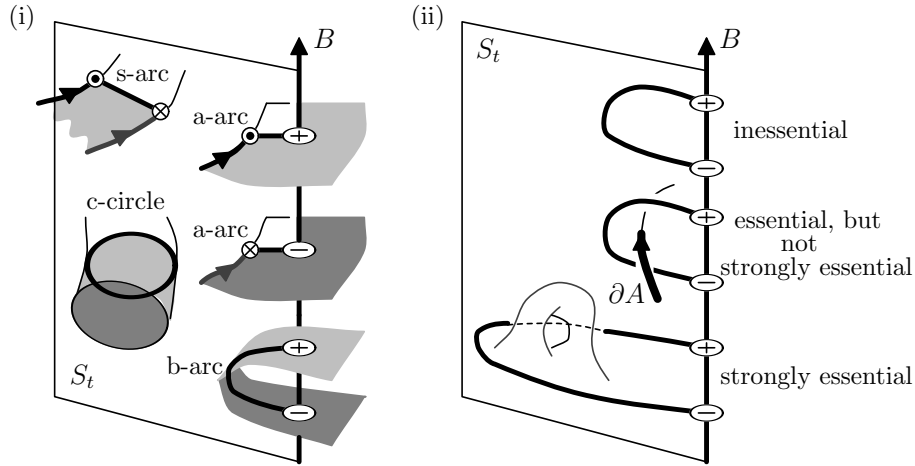 (i)
B
s-arc
a-arc
+
c-circle
a-arc
−
b-arc
+
−
S_t
(ii)
S_t
B
+
inessential
−
+
essential, but
not
strongly essential
−
∂A
+
strongly essential
−